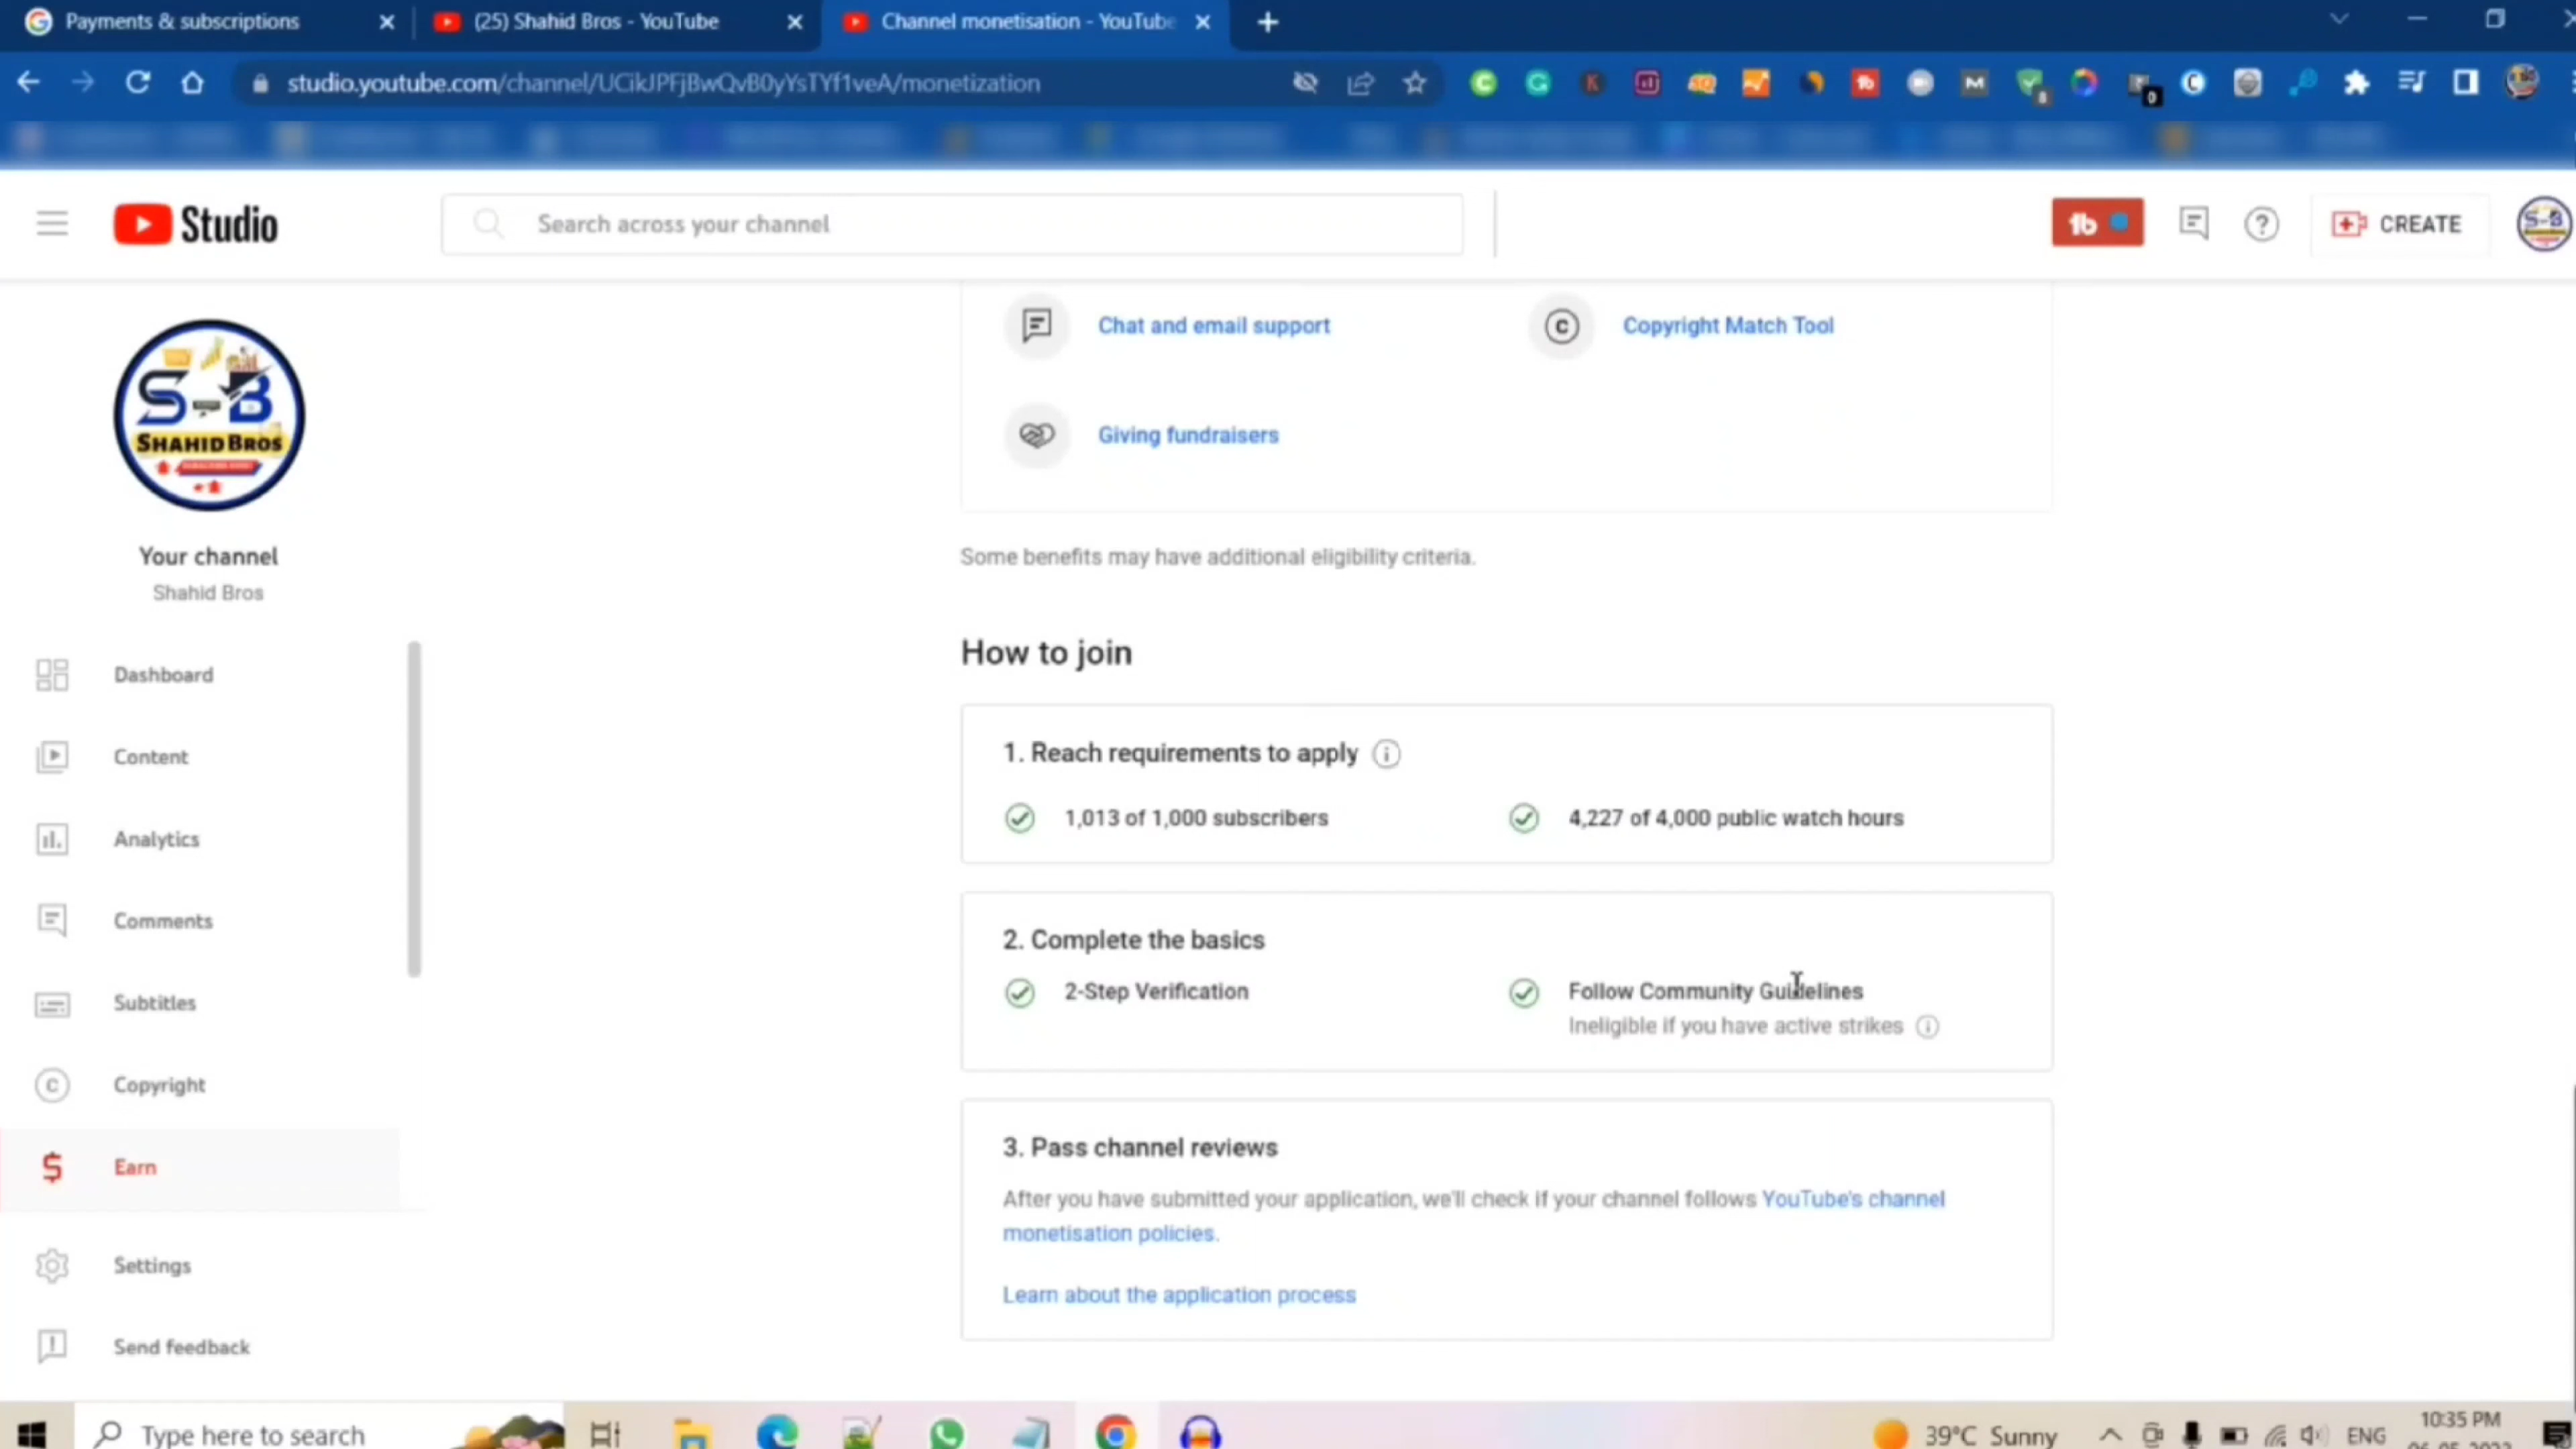 Payments & subscriptions
(25) Shahid Bros - YouTube
Channel monetisation - YouTube
studio.youtube.com/channel/UCikJPFjBwQvB0yYsTYf1veA/monetization
Studio
Search across your channel
CREATE
S-B
SHAHID BROS
Your channel
Shahid Bros
Dashboard
Content
Analytics
Comments
Subtitles
Copyright
Earn
Settings
Send feedback
Chat and email support
Copyright Match Tool
Giving fundraisers
Some benefits may have additional eligibility criteria.
How to join
1. Reach requirements to apply
1,013 of 1,000 subscribers
4,227 of 4,000 public watch hours
2. Complete the basics
2-Step Verification
Follow Community Guidelines
Ineligible if you have active strikes
3. Pass channel reviews
After you have submitted your application, we'll check if your channel follows YouTube's channel
monetisation policies.
Learn about the application process
Type here to search
39°C Sunny
ENG
10:35 PM